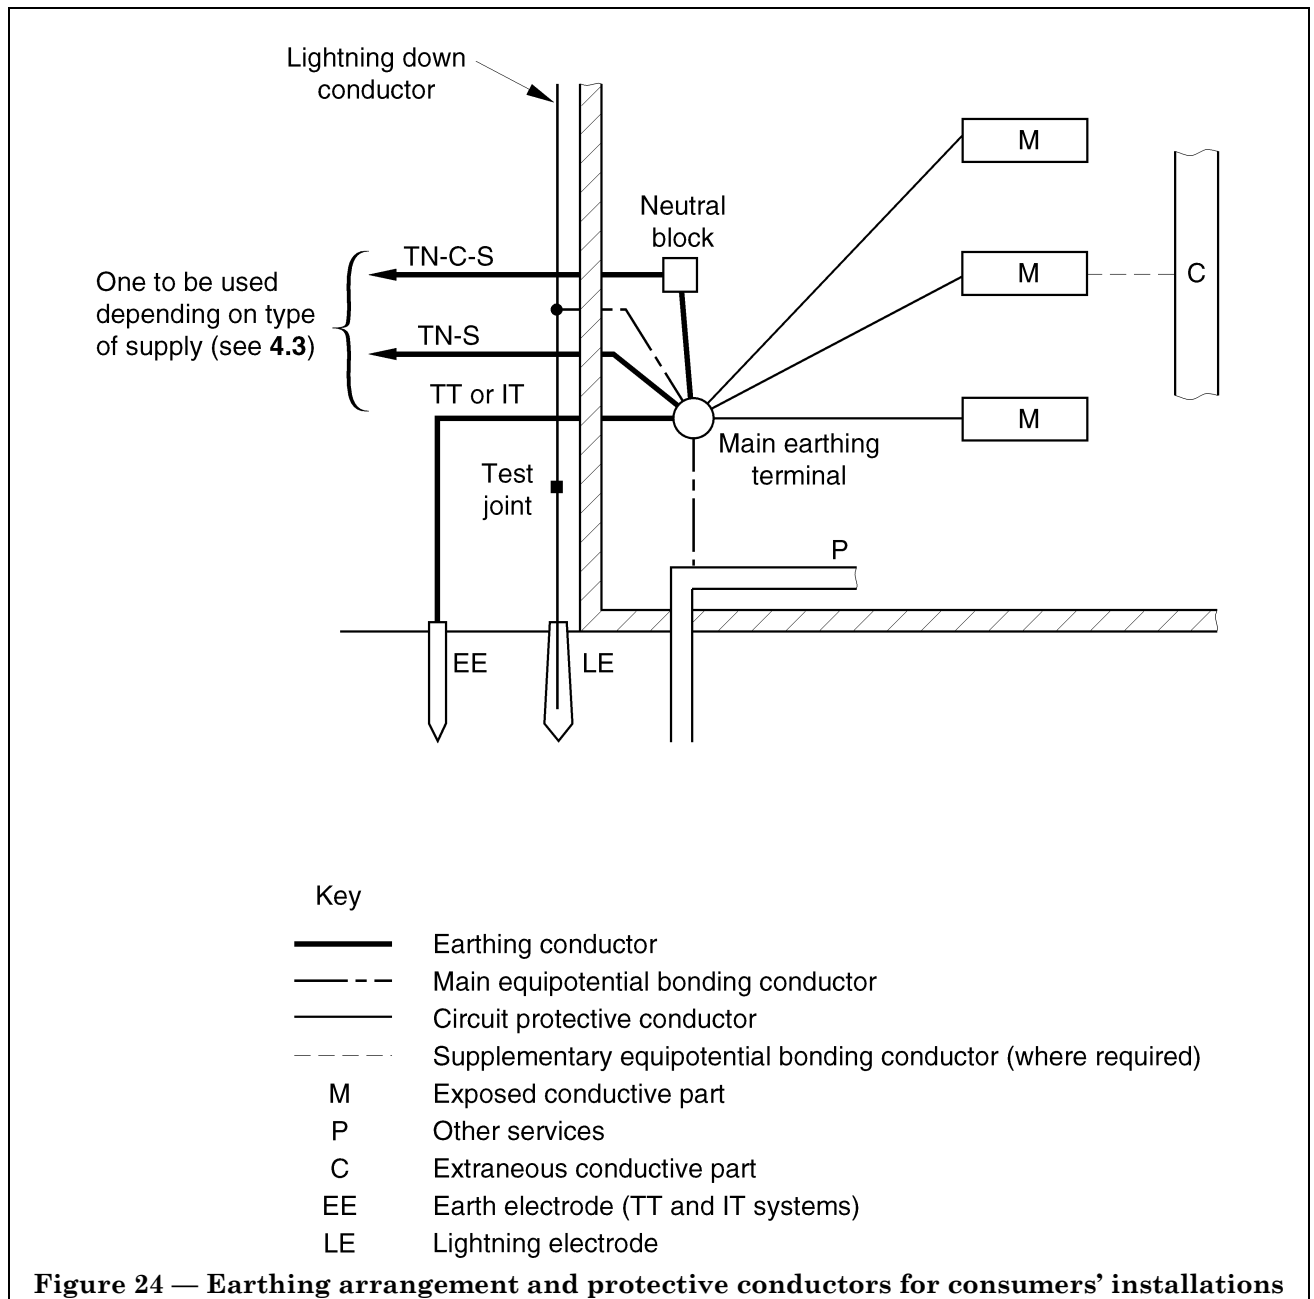 Lightning down
conductor
M
Neutral
block
TN-C-S
One to be used
depending on type
of supply (see 4.3)
M
C
TN-S
TT or IT
M
Main earthing
terminal
Test
joint
P
EE
LE
Key
Earthing conductor
Main equipotential bonding conductor
Circuit protective conductor
Supplementary equipotential bonding conductor (where required)
M Exposed conductive part
P Other services
C Extraneous conductive part
EE Earth electrode (TT and IT systems)
LE Lightning electrode
Figure 24 — Earthing arrangement and protective conductors for consumers’ installations